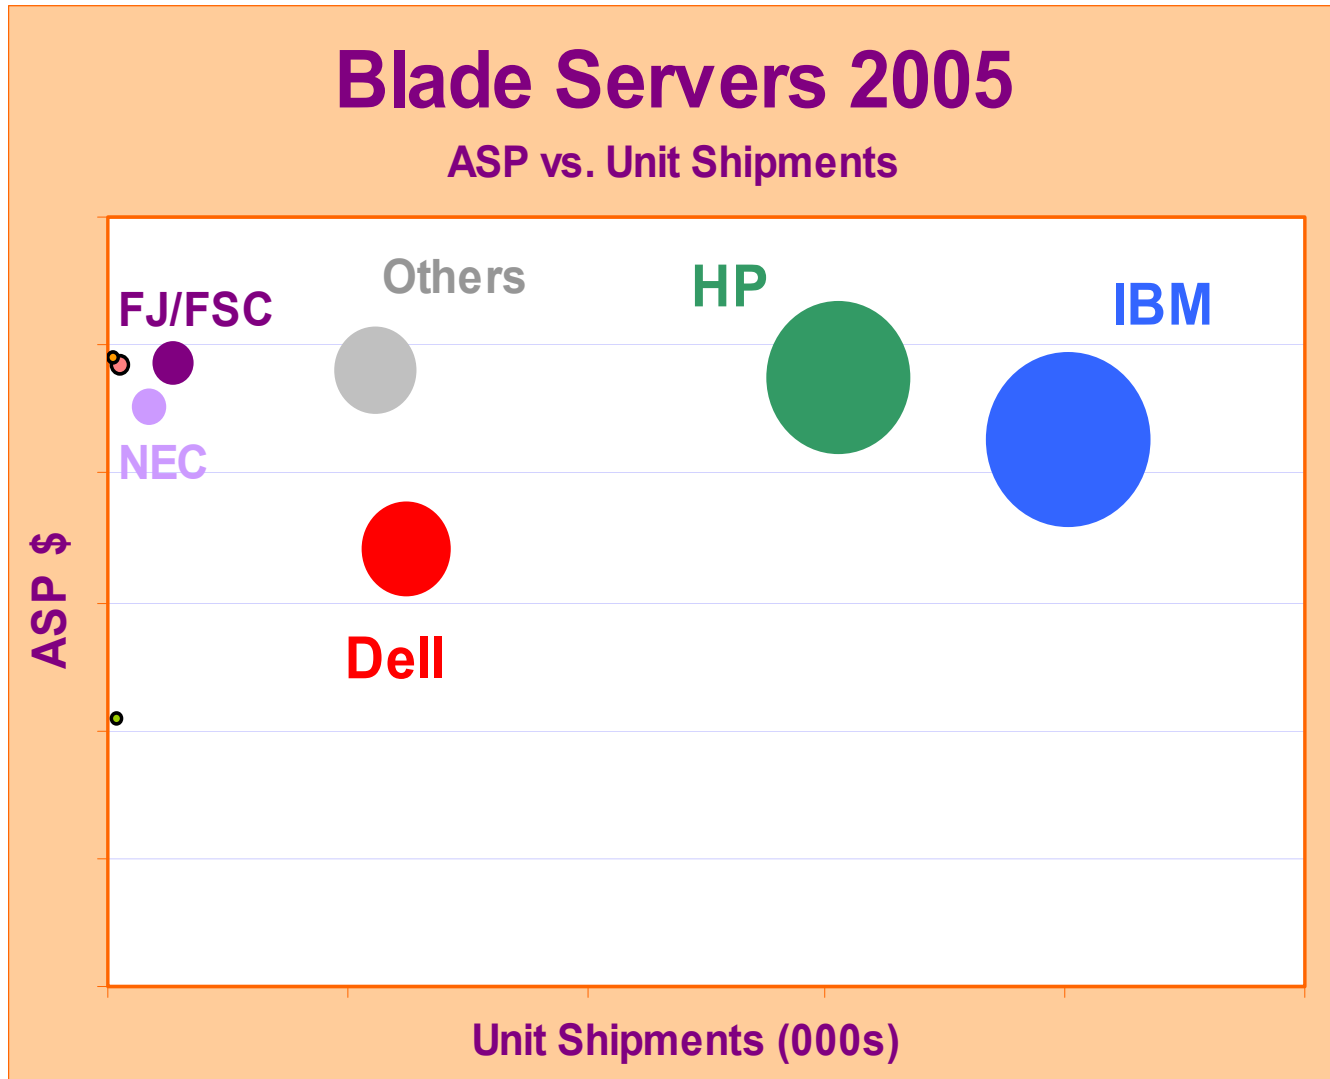 Blade Servers 2005
ASP vs. Unit Shipments
Others
HP
IBM
FJ/FSC
NEC
Dell
ASP $
Unit Shipments (000s)